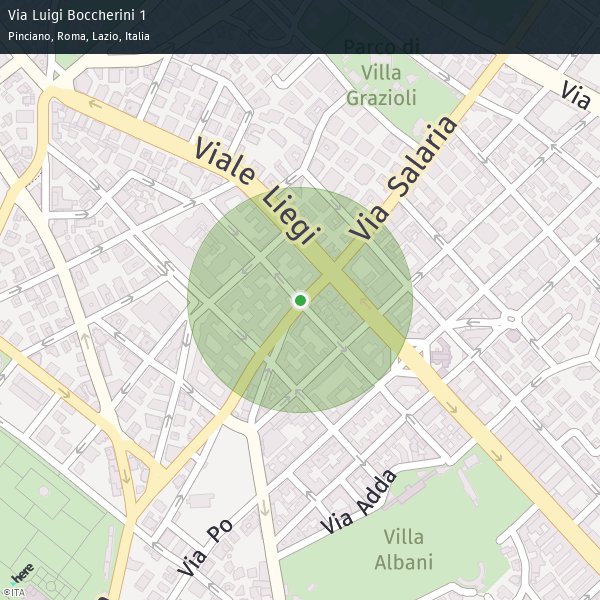 Via Luigi Boccherini 1
Pinciano, Roma, Lazio, Italia
Parco di
Villa
Grazioli
Via
Viale Liegi
Via Salaria
Via Adda
Via Po
Villa
Albani
here
©ITA